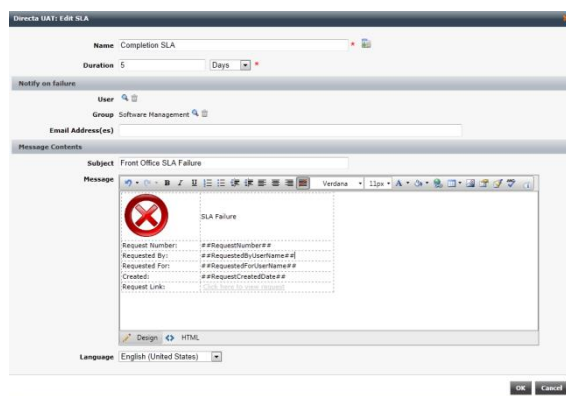 Directa UAT: Edit SLA
Name Completion SLA *
Duration 5 Days *
Notify on failure
User
Group Software Management
Email Address(es)
Message Contents
Subject Front Office SLA Failure
Message
B I U Verdana 11px A
SLA Failure
Request Number: ##RequestNumber##
Requested By: ##RequestedByUserName##
Requested For: ##RequestedForUserName##
Created: ##RequestCreatedDate##
Request Link: Click here to view request
Design <> HTML
Language English (United States)
OK Cancel